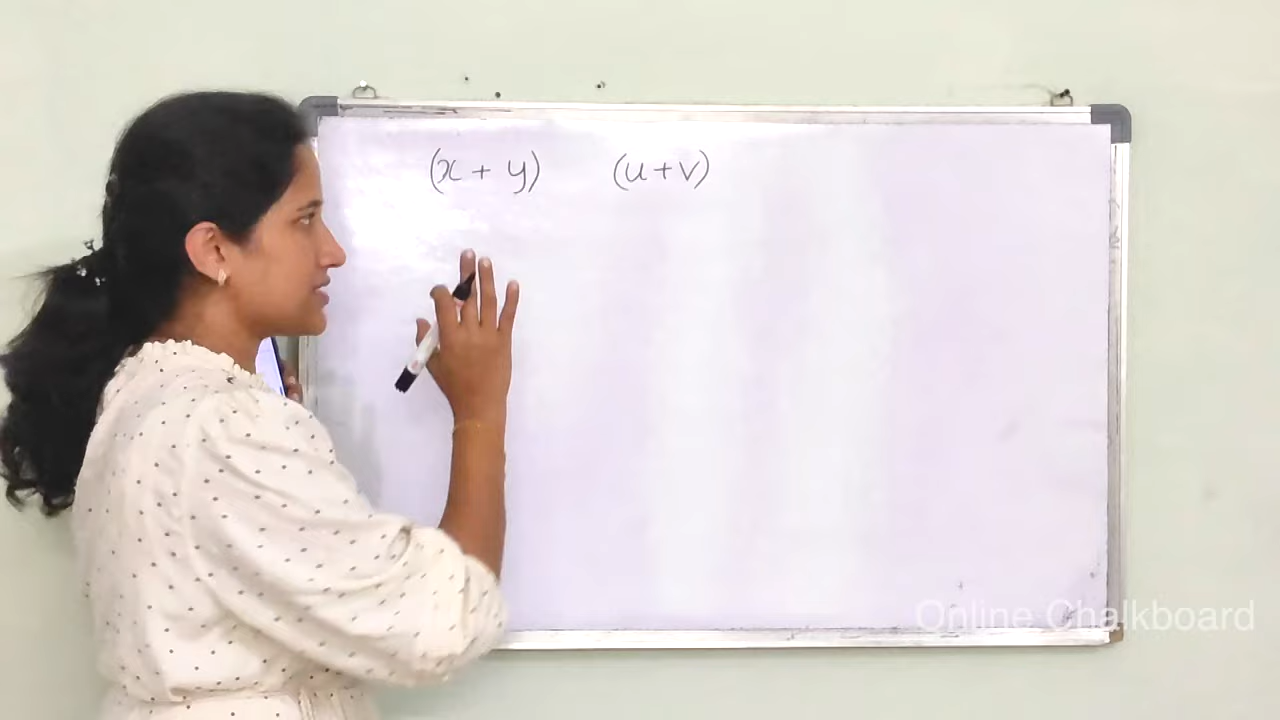 (x + y) (u + v)
Online Chalkboard